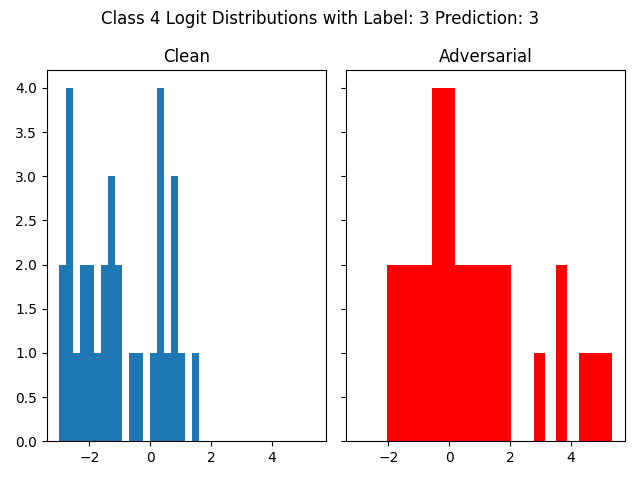 Class 4 Logit Distributions with Label: 3 Prediction: 3
Clean
Adversarial
4.0
3.5
3.0
2.5
2.0
1.5
1.0
0.5
0.0
−2 0 2 4
−2 0 2 4